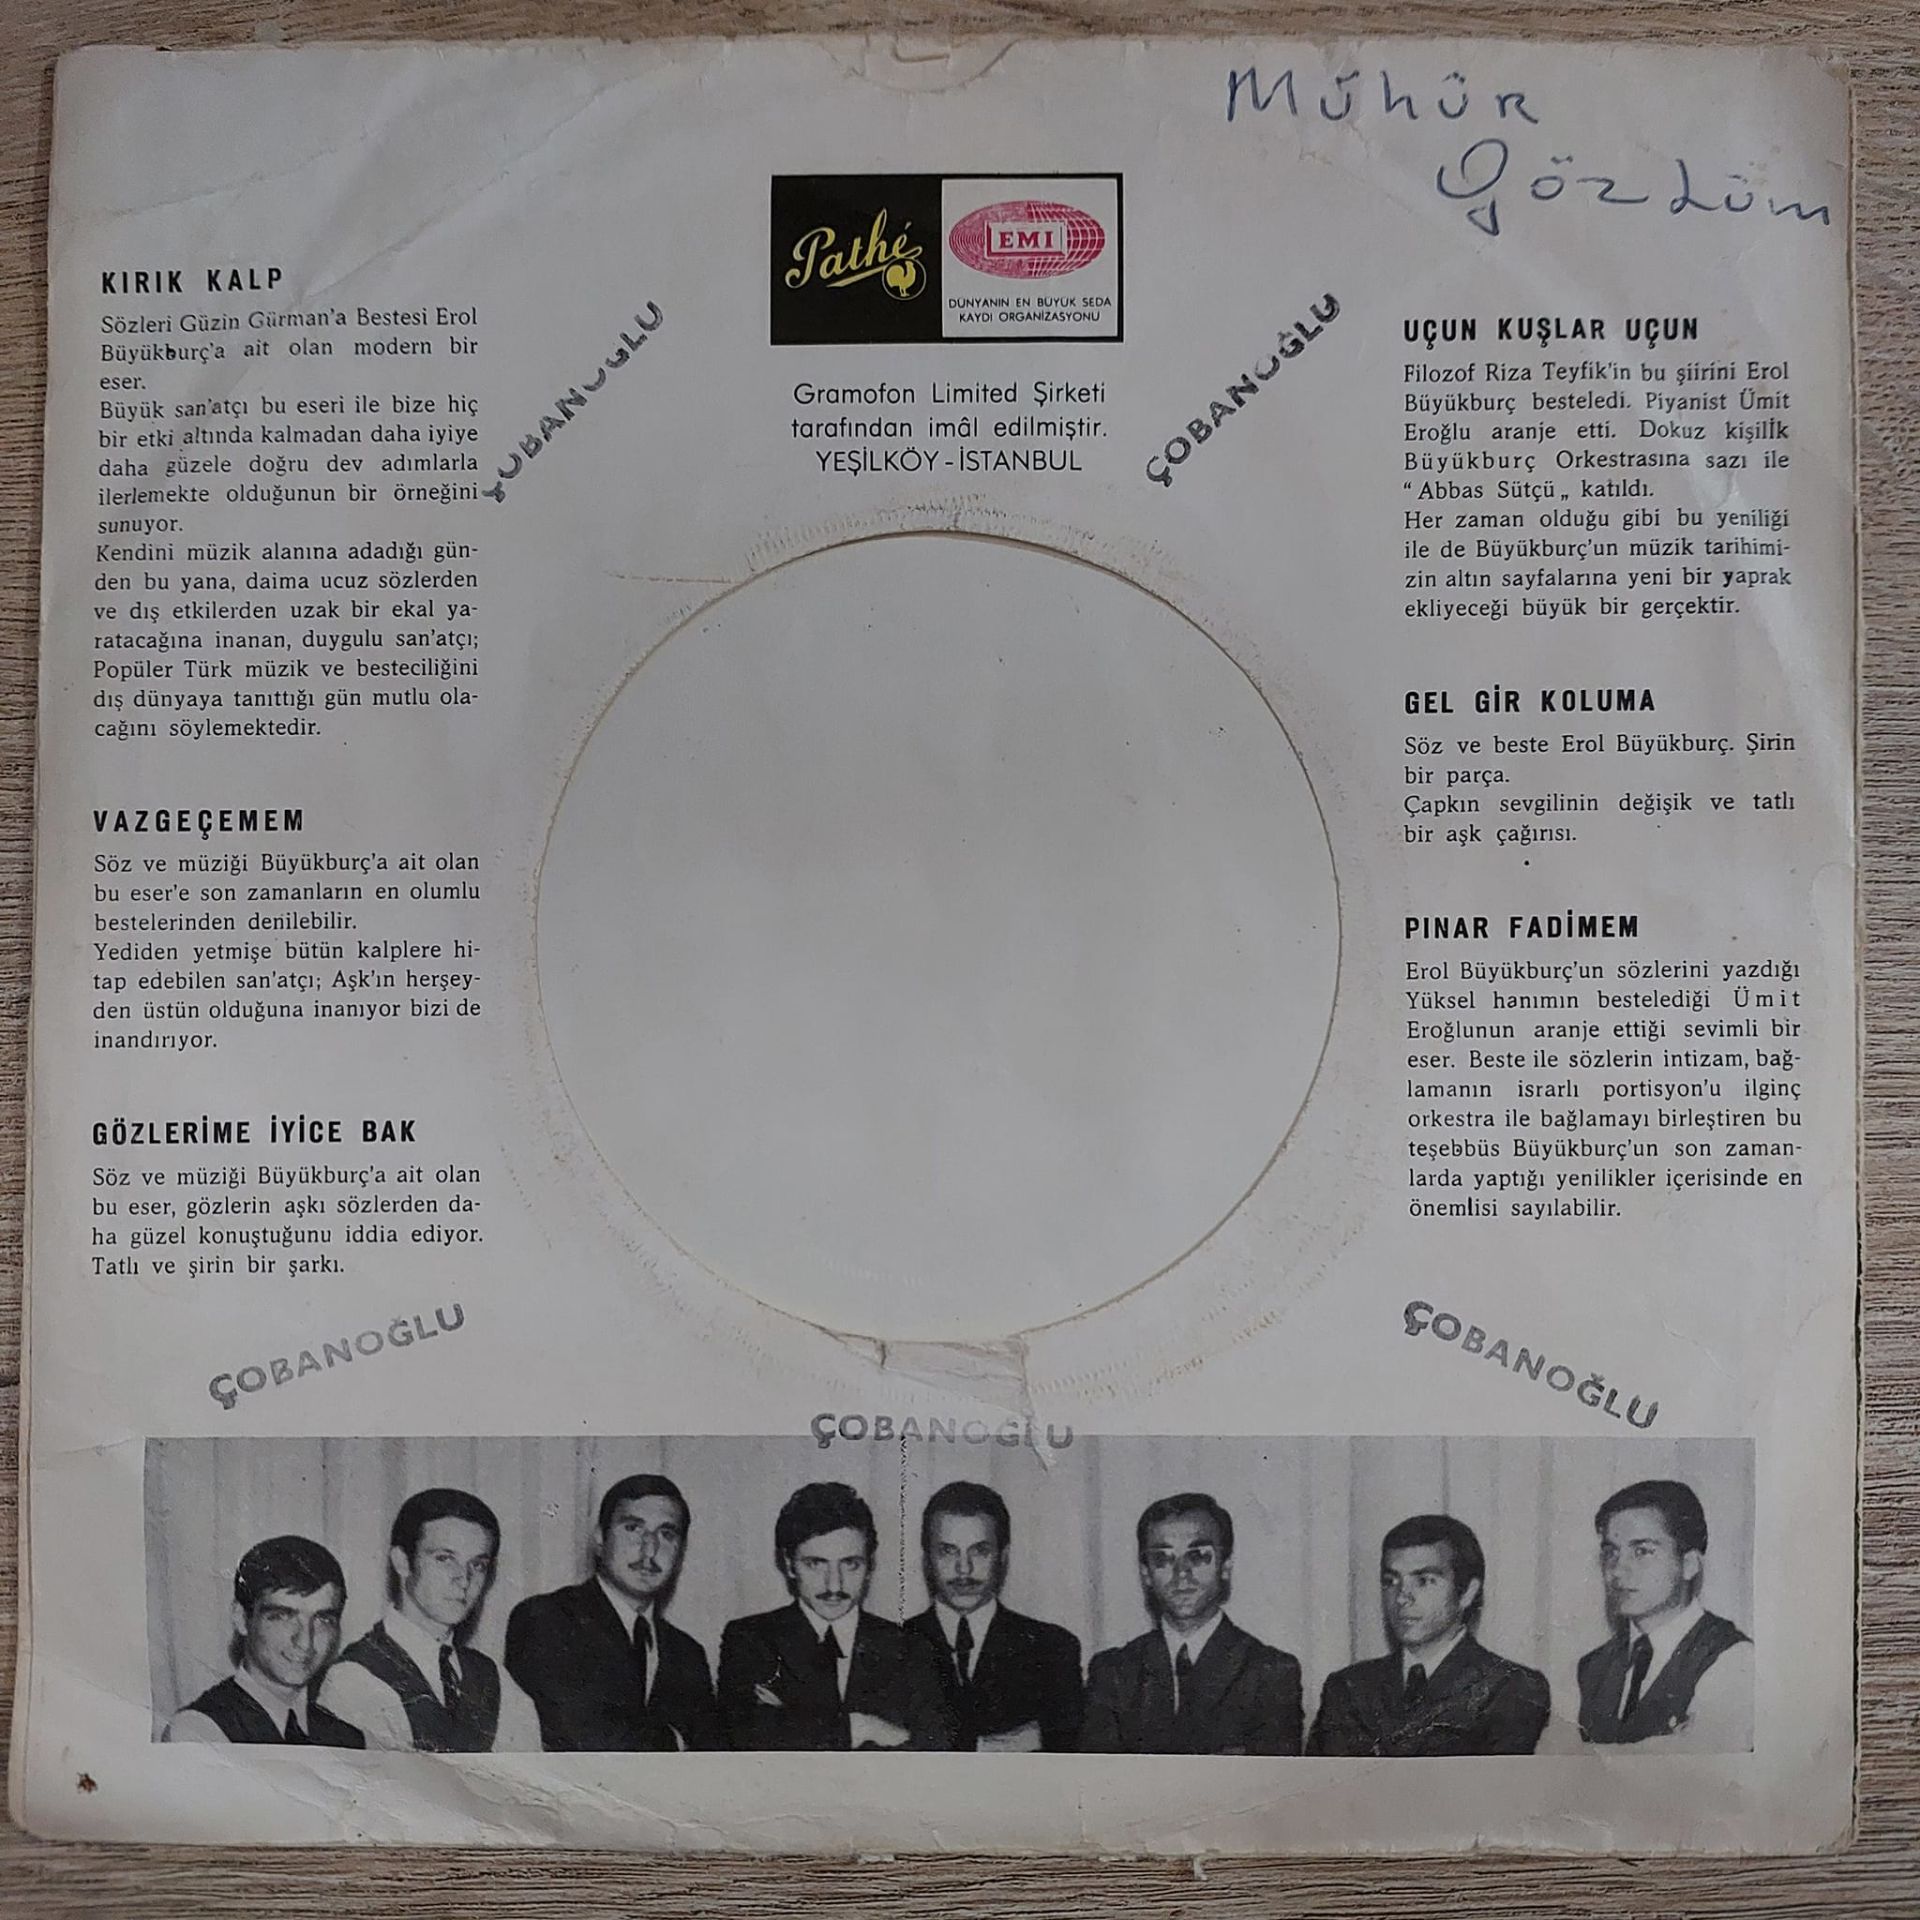 Mühür
Gözlüm
Pathé
EMI
DÜNYANIN EN BÜYÜK SEDA
KAYDI ORGANİZASYONU
Gramofon Limited Şirketi
tarafından imâl edilmiştir.
YEŞİLKÖY - İSTANBUL
ÇOBANOĞLU
ÇOBANOĞLU
KIRIK KALP
Sözleri Güzin Gürman'a Bestesi Erol
Büyükburç'a ait olan modern bir
eser.
Büyük san'atçı bu eseri ile bize hiç
bir etki altında kalmadan daha iyiye
daha güzele doğru dev adımlarla
ilerlemekte olduğunun bir örneğini
sunuyor.
Kendini müzik alanına adadığı gün-
den bu yana, daima ucuz sözlerden
ve dış etkilerden uzak bir ekal ya-
ratacağına inanan, duygulu san'atçı;
Popüler Türk müzik ve besteciliğini
dış dünyaya tanıttığı gün mutlu ola-
cağını söylemektedir.
VAZGEÇEMEM
Söz ve müziği Büyükburç'a ait olan
bu eser'e son zamanların en olumlu
bestelerinden denilebilir.
Yediden yetmişe bütün kalplere hi-
tap edebilen san'atçı; Aşk'ın herşey-
den üstün olduğuna inanıyor bizi de
inandırıyor.
GÖZLERİME İYİCE BAK
Söz ve müziği Büyükburç'a ait olan
bu eser, gözlerin aşkı sözlerden da-
ha güzel konuştuğunu iddia ediyor.
Tatlı ve şirin bir şarkı.
UÇUN KUŞLAR UÇUN
Filozof Riza Teyfik'in bu şiirini Erol
Büyükburç besteledi. Piyanist Ümit
Eroğlu aranje etti. Dokuz kişilik
Büyükburç Orkestrasına sazı ile
“ Abbas Sütçü „ katıldı.
Her zaman olduğu gibi bu yeniliği
ile de Büyükburç'un müzik tarihimi-
zin altın sayfalarına yeni bir yaprak
ekliyeceği büyük bir gerçektir.
GEL GİR KOLUMA
Söz ve beste Erol Büyükburç. Şirin
bir parça.
Çapkın sevgilinin değişik ve tatlı
bir aşk çağırısı.
PINAR FADİMEM
Erol Büyükburç'un sözlerini yazdığı
Yüksel hanımın bestelediği Ümit
Eroğlunun aranje ettiği sevimli bir
eser. Beste ile sözlerin intizam, bağ-
lamanın israrlı portisyon'u ilginç
orkestra ile bağlamayı birleştiren bu
teşebbüs Büyükburç'un son zaman-
larda yaptığı yenilikler içerisinde en
önemlisi sayılabilir.
ÇOBANOĞLU
ÇOBANOĞLU
ÇOBANOĞLU